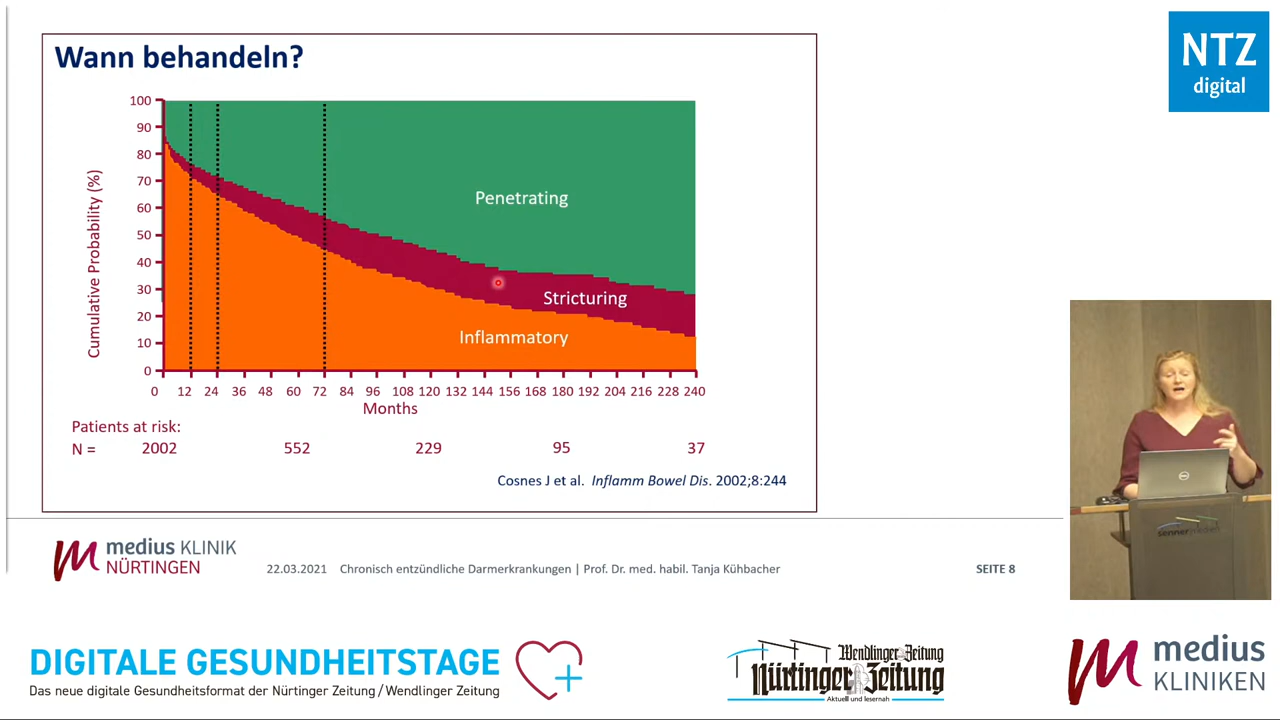 Wann behandeln?
NTZ
digital
Cumulative Probability (%)
100
90
80
70
60
50
40
30
20
10
0
Penetrating
Stricturing
Inflammatory
0 12 24 36 48 60 72 84 96 108 120 132 144 156 168 180 192 204 216 228 240
Months
Patients at risk:
N = 2002 552 229 95 37
Cosnes J et al. Inflamm Bowel Dis. 2002;8:244
medius KLINIK
NÜRTINGEN
22.03.2021 Chronisch entzündliche Darmerkrankungen | Prof. Dr. med. habil. Tanja Kühbacher SEITE 8
DELL
DIGITALE GESUNDHEITSTAGE
Das neue digitale Gesundheitsformat der Nürtinger Zeitung / Wendlinger Zeitung
Wendlinger Zeitung
Nürtinger Zeitung
Aktuell und lesernah
medius
KLINIKEN